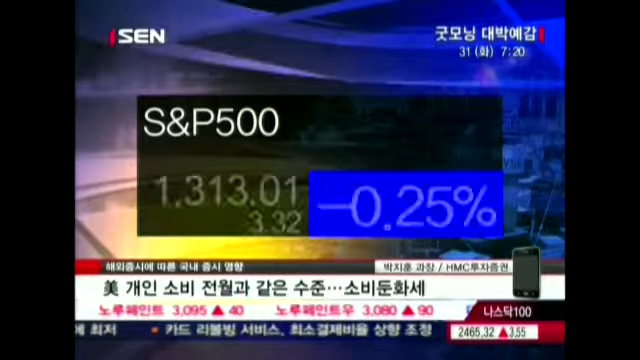 SEN
굿모닝 대박예감
31 (화) 7:20
S&P500
1,313.01
3.32
-0.25%
해외증시에 따른 국내 증시 영향
박지훈 과장 / HMC투자증권
美 개인 소비 전월과 같은 수준…소비둔화세
노루페인트 3,095 ▲ 40 노루페인트우 3,080 ▲ 90
나스닥100
에 최저 • 카드 리볼빙 서비스, 최소결제비율 상향 조정
2465,32 ▲3,55